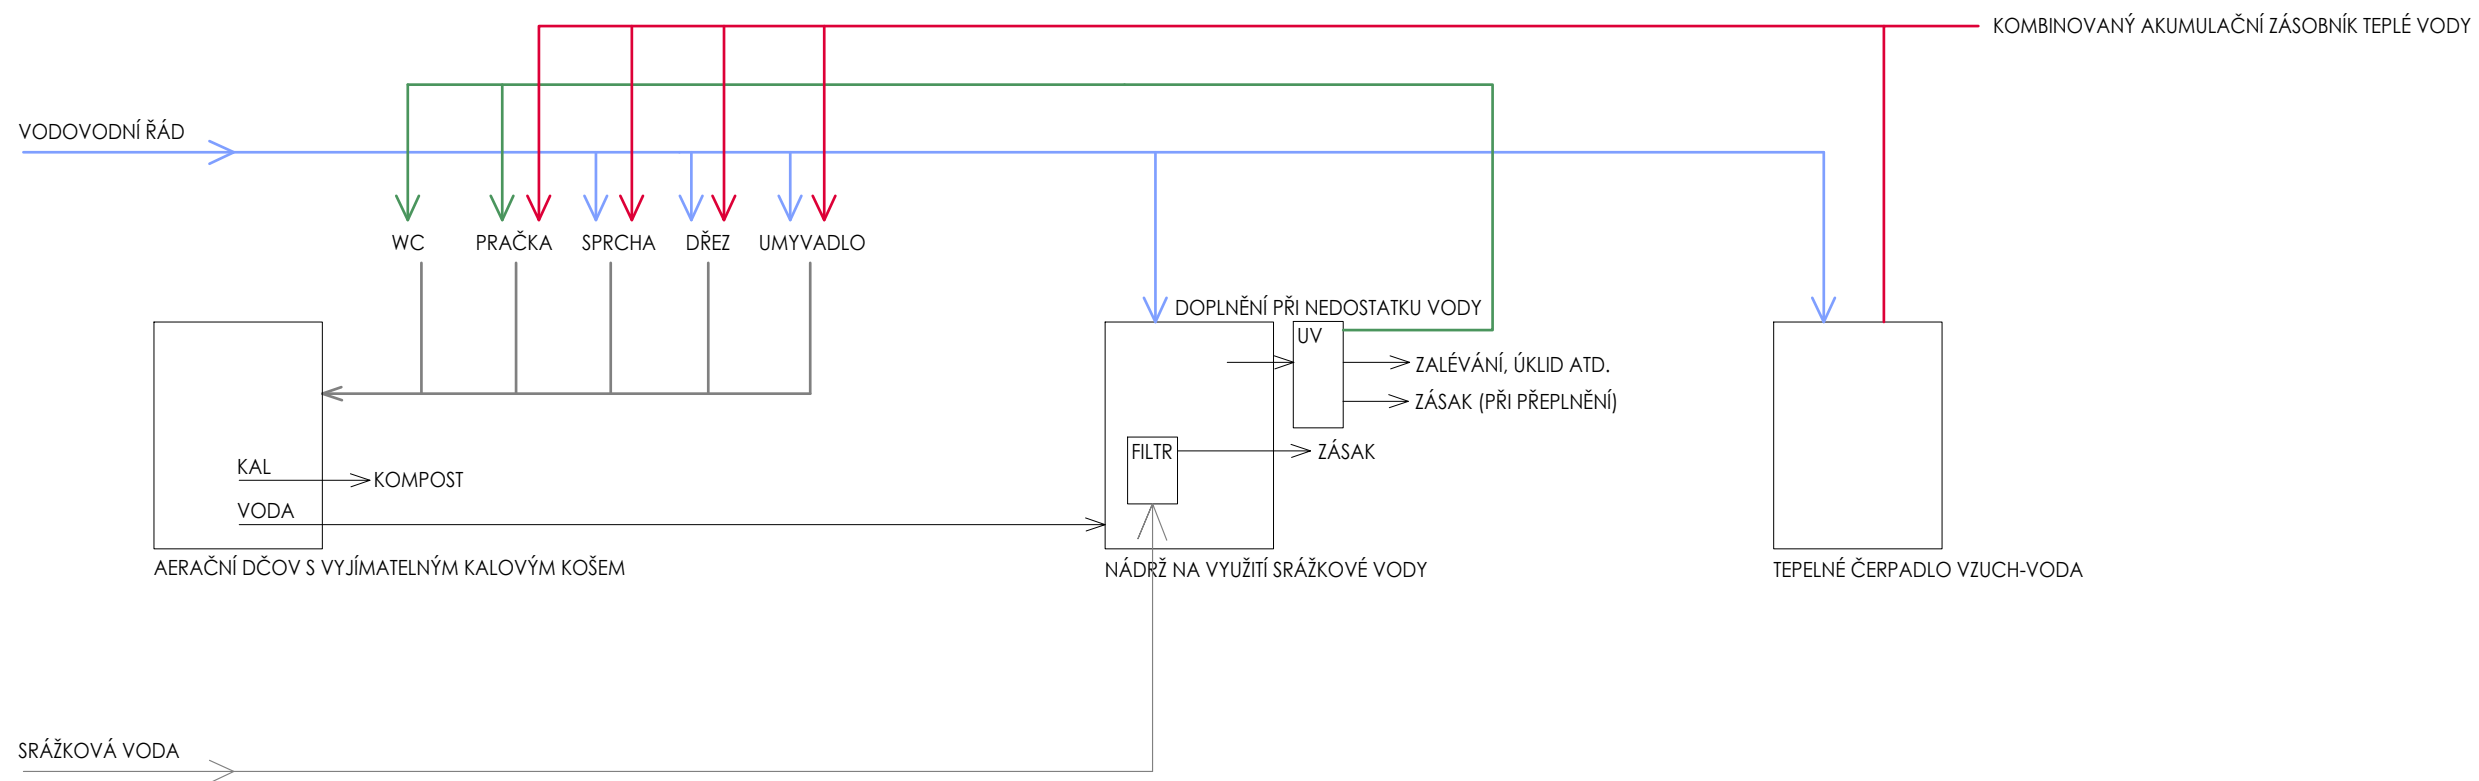 KOMBINOVANÝ AKUMULAČNÍ ZÁSOBNÍK TEPLÉ VODY
VODOVODNÍ ŘÁD
WC
PRAČKA
SPRCHA
DŘEZ
UMYVADLO
DOPLNĚNÍ PŘI NEDOSTATKU VODY
UV
ZALÉVÁNÍ, ÚKLID ATD.
ZÁSAK (PŘI PŘEPLNĚNÍ)
FILTR
ZÁSAK
KAL
KOMPOST
VODA
AERAČNÍ DČOV S VYJÍMATELNÝM KALOVÝM KOŠEM
NÁDRŽ NA VYUŽITÍ SRÁŽKOVÉ VODY
TEPELNÉ ČERPADLO VZUCH-VODA
SRÁŽKOVÁ VODA